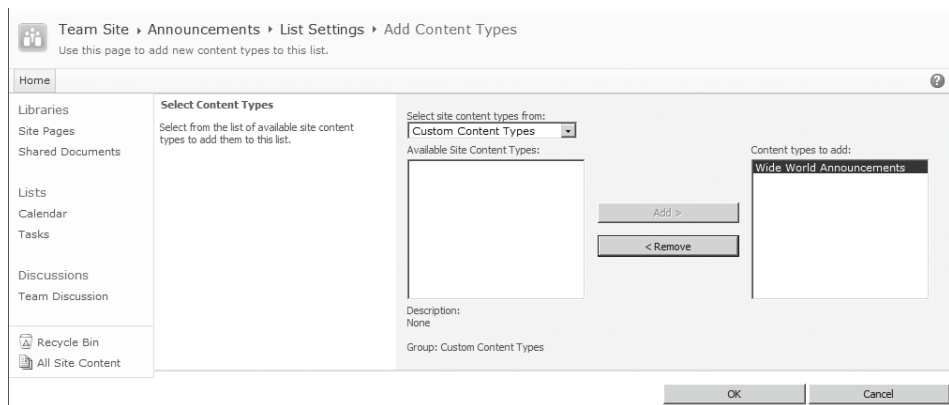 Team Site ▸ Announcements ▸ List Settings ▸ Add Content Types
Use this page to add new content types to this list.
Home
Libraries
Site Pages
Shared Documents
Lists
Calendar
Tasks
Discussions
Team Discussion
Recycle Bin
All Site Content
Select Content Types
Select from the list of available site content
types to add them to this list.
Select site content types from:
Custom Content Types
Available Site Content Types:
Add >
< Remove
Content types to add:
Wide World Announcements
Description:
None
Group: Custom Content Types
OK
Cancel